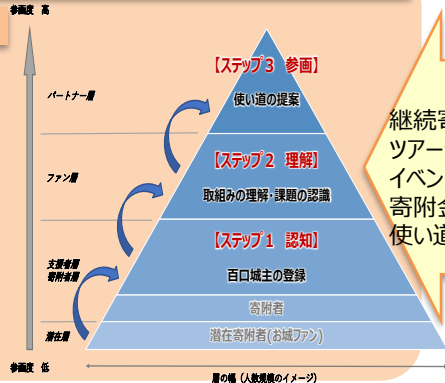 参画度 高
【ステップ3 参画】
使い道の提案
パートナー層
【ステップ2 理解】
ファン層
取組みの理解・課題の認識
【ステップ1 認知】
支援者層
寄附者層
百口城主の登録
寄附者
潜在層
潜在寄附者(お城ファン)
参画度 低
層の幅（人数規模のイメージ）
継続寄
ツアー
イベン
寄附金
使い道